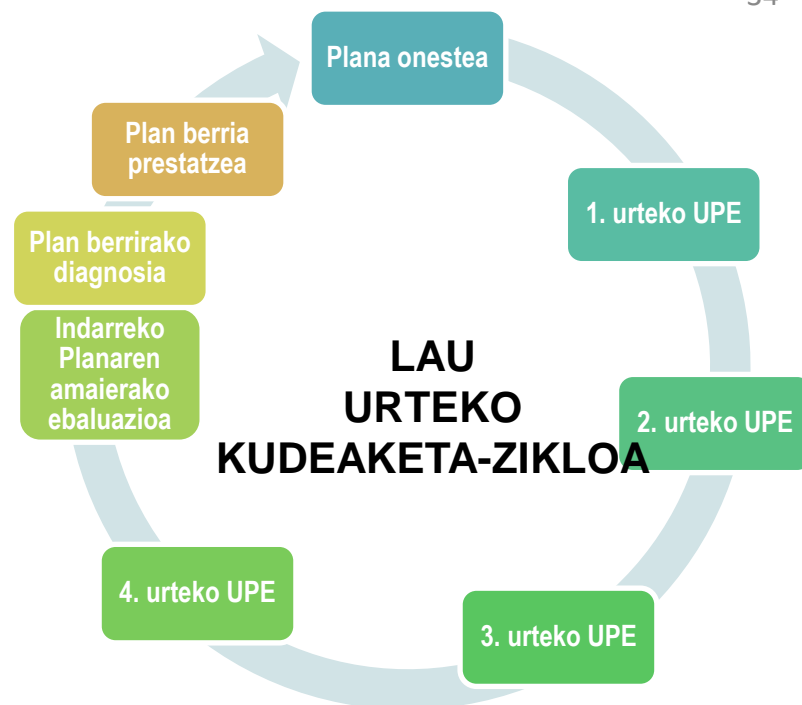 Plana onestea
1. urteko UPE
2. urteko UPE
3. urteko UPE
4. urteko UPE
Indarreko
Planaren
amaierako
ebaluazioa
Plan berrirako
diagnosia
Plan berria
prestatzea
LAU
URTEKO
KUDEAKETA-ZIKLOA